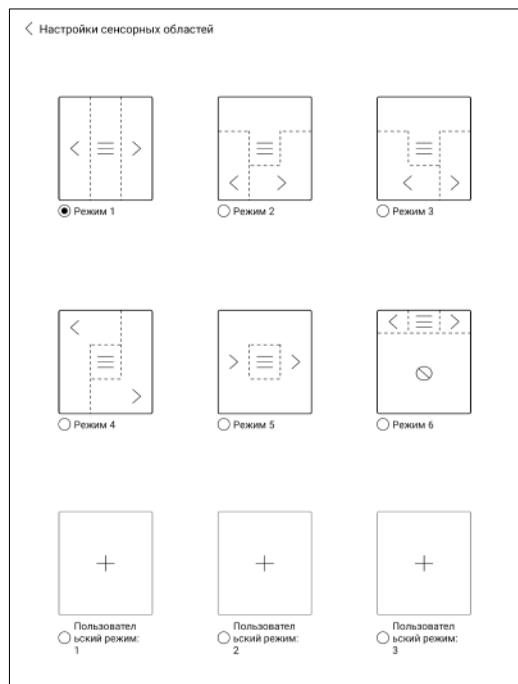 Настройки сенсорных областей
Режим 1
Режим 2
Режим 3
Режим 4
Режим 5
Режим 6
Пользовател
ьский режим:
1
Пользовател
ьский режим:
2
Пользовател
ьский режим:
3